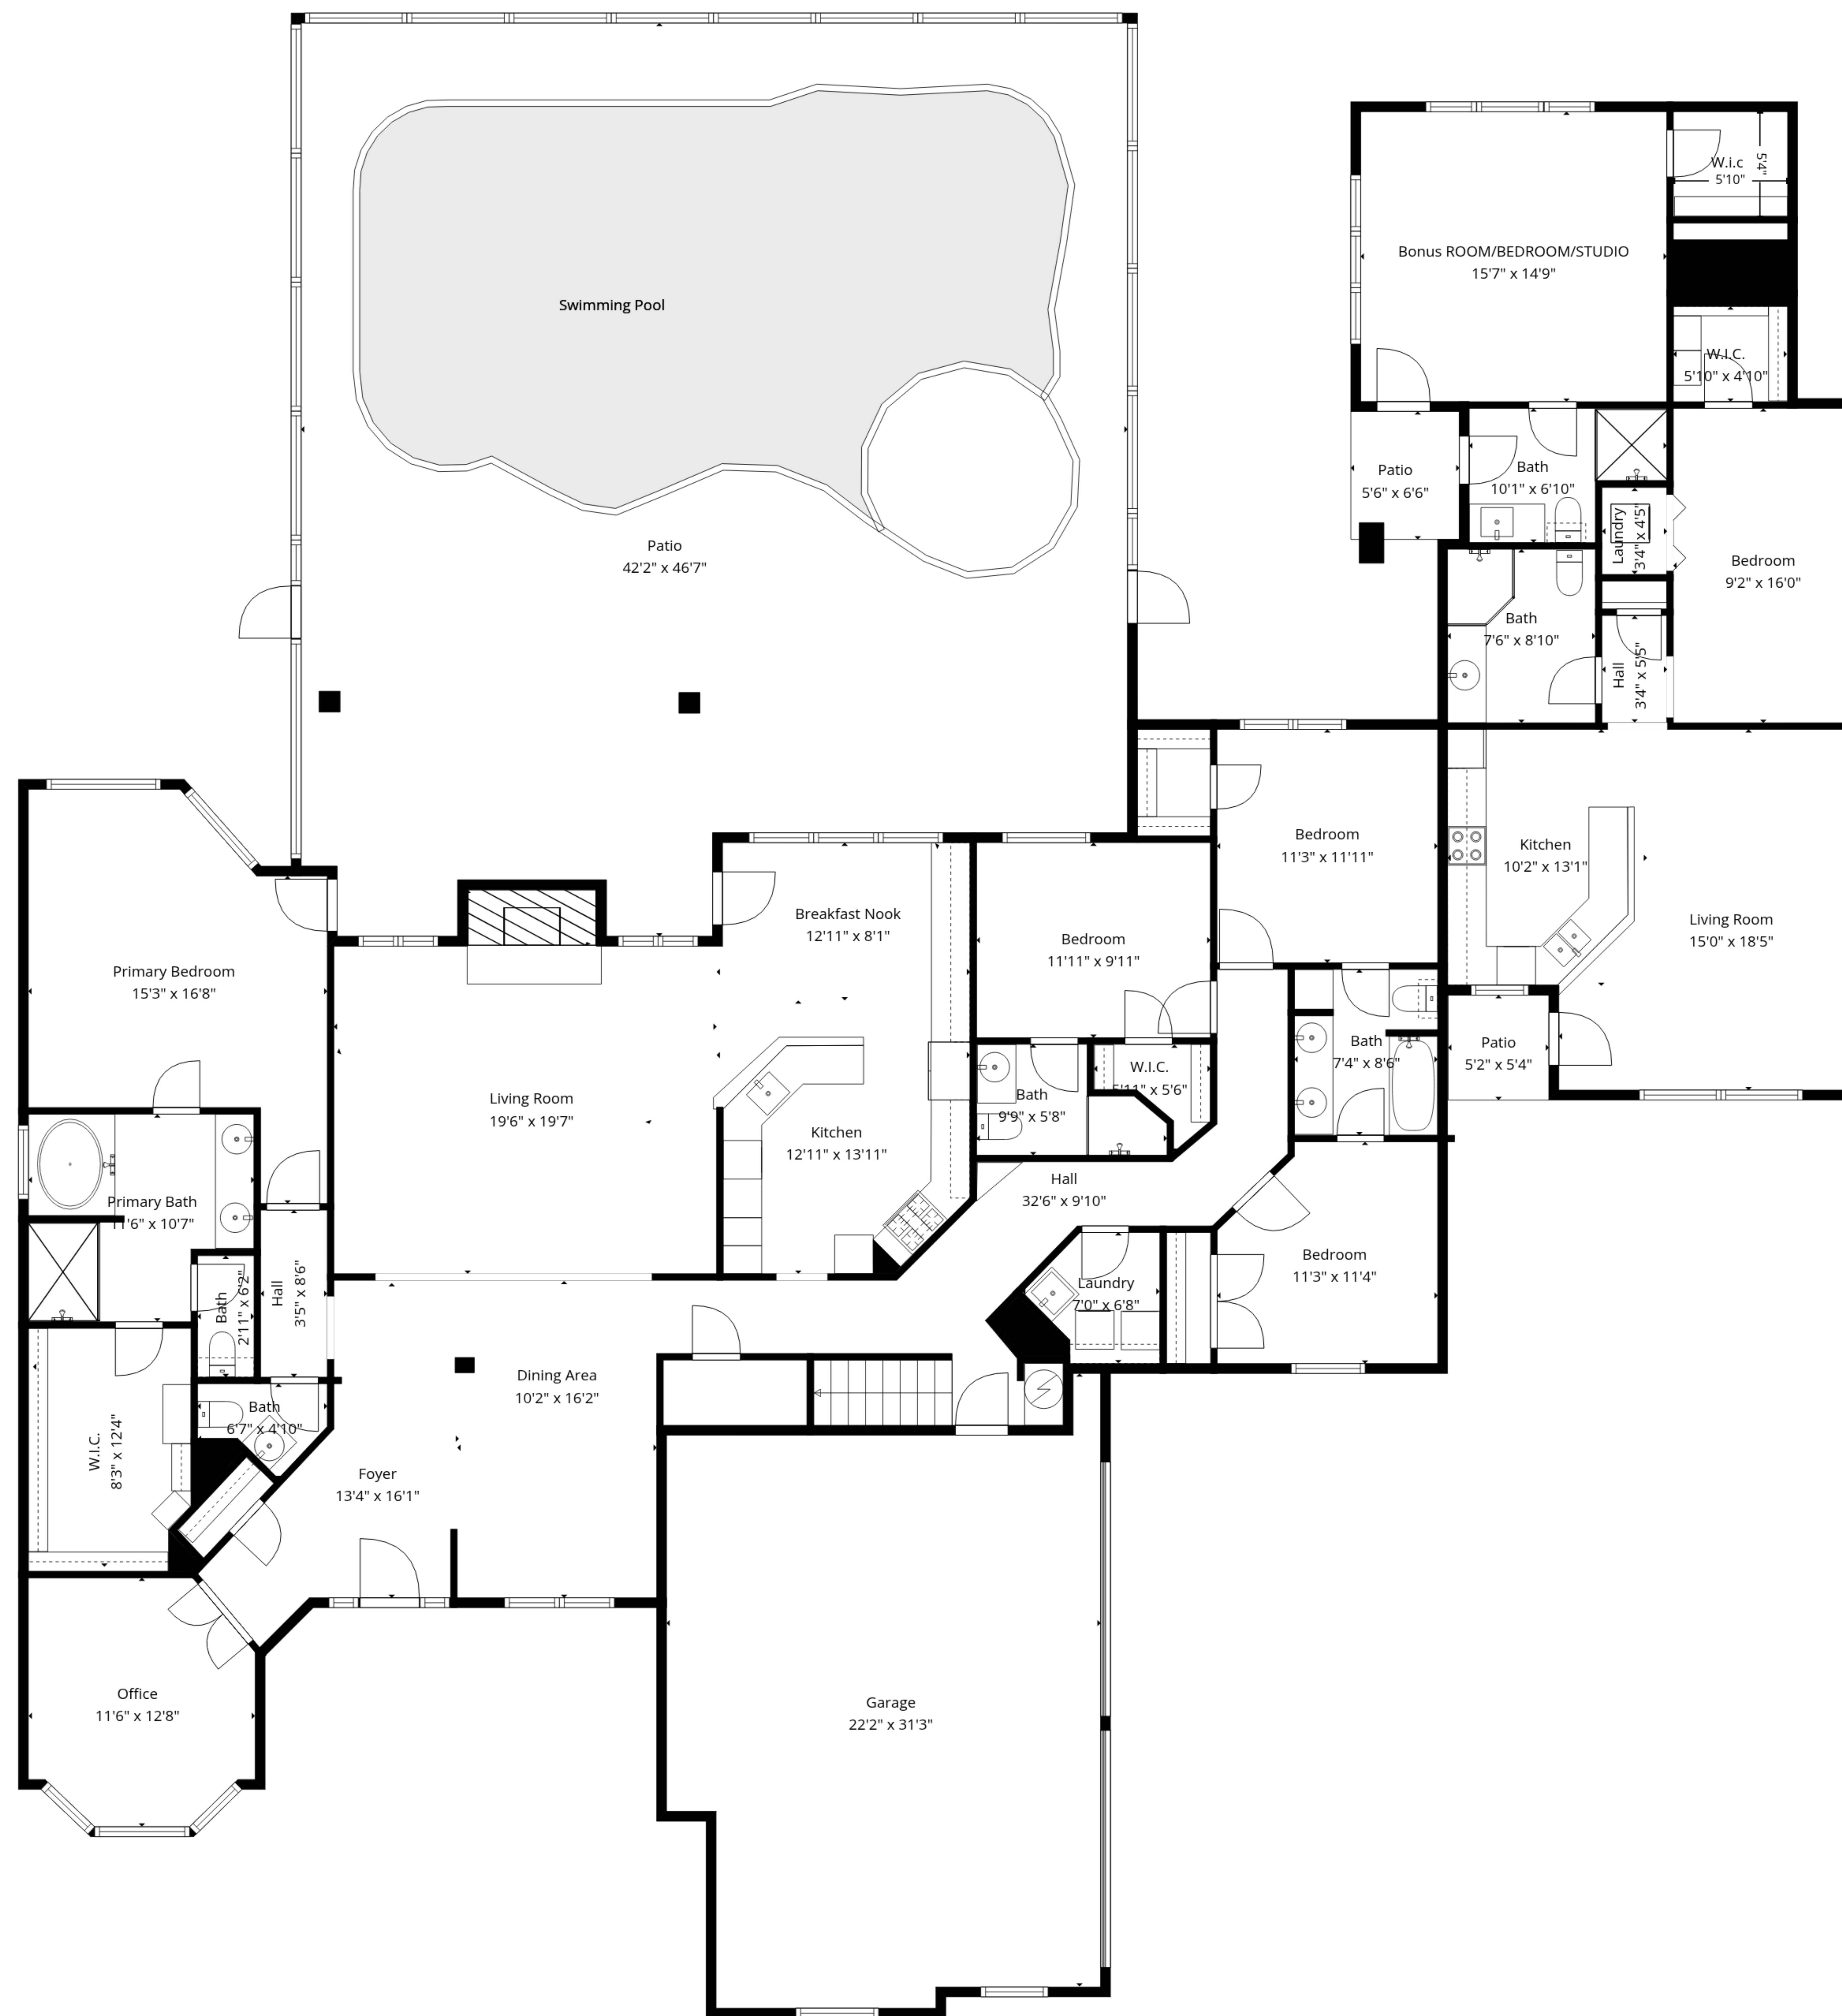 Swimming Pool
Patio
42'2" x 46'7"
W.i.c
5'10"
5'4"
Bonus ROOM/BEDROOM/STUDIO
15'7" x 14'9"
W.I.C.
5'10" x 4'10"
Patio
5'6" x 6'6"
Bath
10'1" x 6'10"
Laundry
3'4" x 4'5"
Bedroom
9'2" x 16'0"
Bath
7'6" x 8'10"
Hall
3'4" x 5'5"
Bedroom
11'3" x 11'11"
Kitchen
10'2" x 13'1"
Living Room
15'0" x 18'5"
Breakfast Nook
12'11" x 8'1"
Bedroom
11'11" x 9'11"
Primary Bedroom
15'3" x 16'8"
Patio
5'2" x 5'4"
Bath
7'4" x 8'6"
W.I.C.
5'11" x 5'6"
Bath
9'9" x 5'8"
Living Room
19'6" x 19'7"
Kitchen
12'11" x 13'11"
Hall
32'6" x 9'10"
Primary Bath
11'6" x 10'7"
Bedroom
11'3" x 11'4"
Laundry
7'0" x 6'8"
Bath
2'11" x 6'2"
Hall
3'5" x 8'6"
Dining Area
10'2" x 16'2"
Bath
6'7" x 4'10"
W.I.C.
8'3" x 12'4"
Foyer
13'4" x 16'1"
Office
11'6" x 12'8"
Garage
22'2" x 31'3"